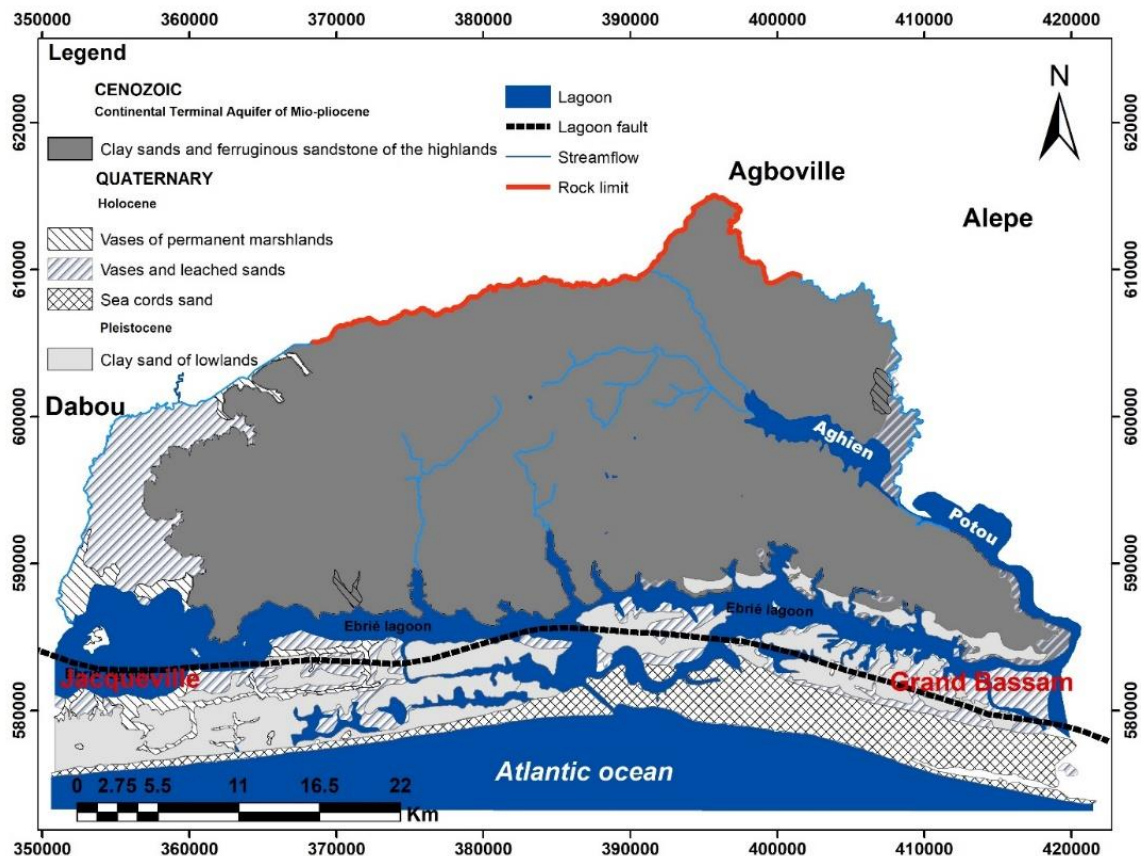 350000 360000 370000 380000 390000 400000 410000 420000
Legend
CENOZOIC
Continental Terminal Aquifer of Mio-pliocene
Clay sands and ferruginous sandstone of the highlands
QUATERNARY
Holocene
Vases of permanent marshlands
Vases and leached sands
Sea cords sand
Pleistocene
Clay sand of lowlands
Lagoon
Lagoon fault
Streamflow
Rock limit
N
620000
610000
600000
590000
580000
620000
610000
600000
590000
580000
Agboville
Alepe
Dabou
Aghien
Potou
Ebrié lagoon
Ebrié lagoon
Jacqueville
Grand Bassam
Atlantic ocean
0 2.75 5.5 11 16.5 22
Km
350000 360000 370000 380000 390000 400000 410000 420000